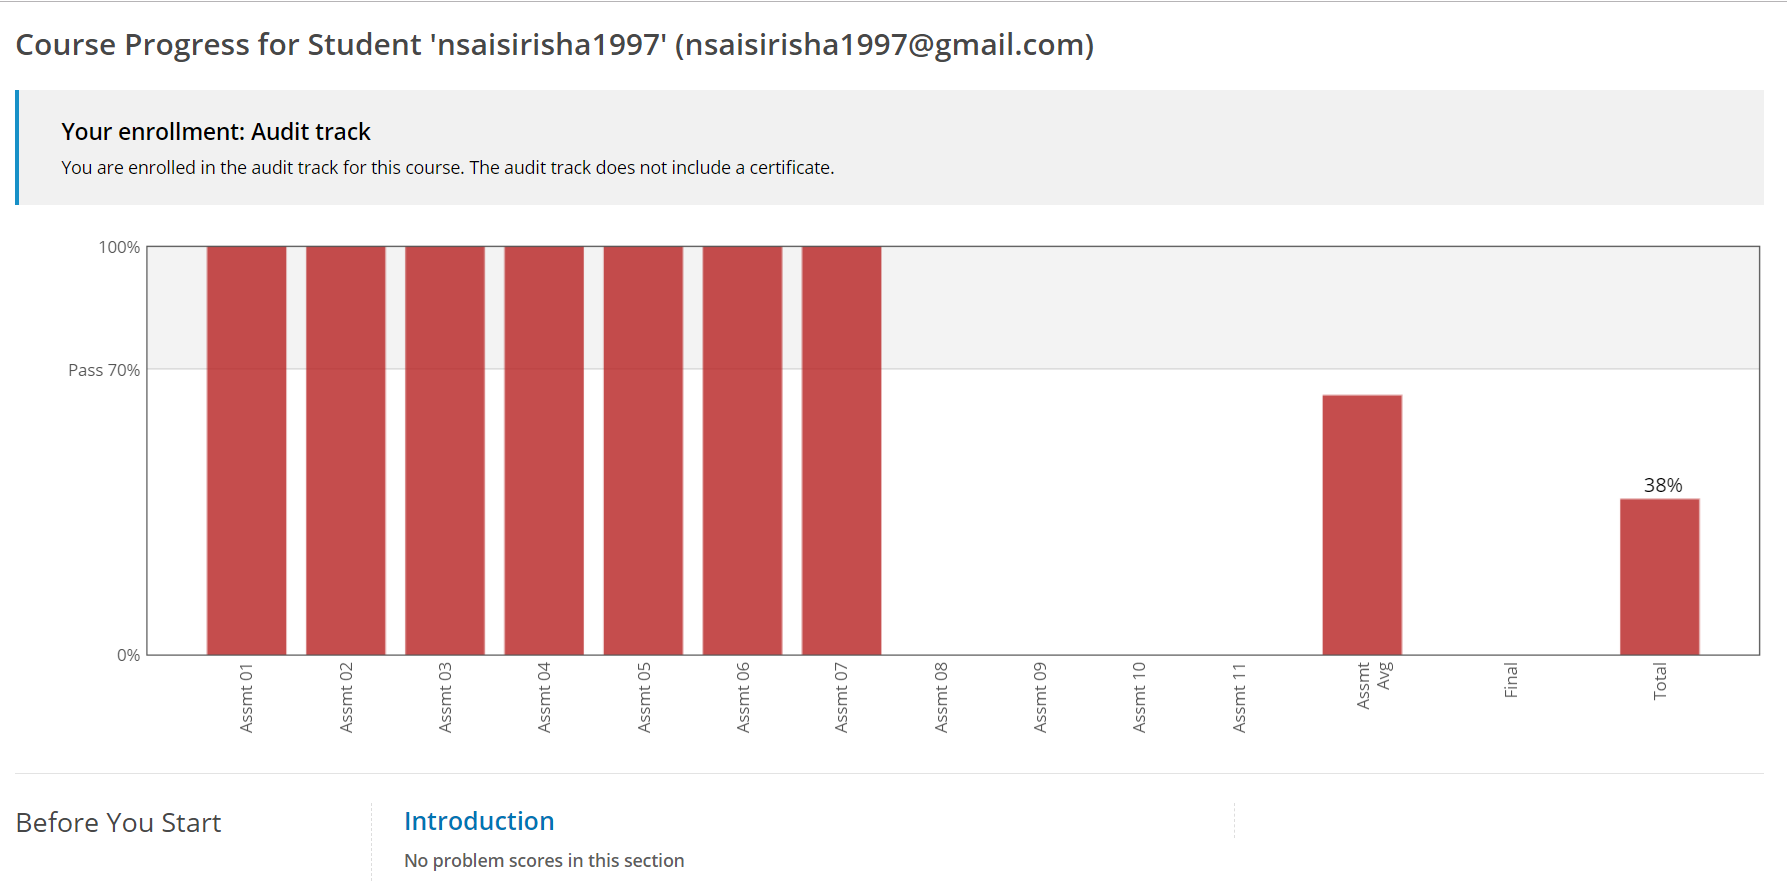 Course Progress for Student 'nsaisirisha1997' (nsaisirisha1997@gmail.com)
Your enrollment: Audit track
You are enrolled in the audit track for this course. The audit track does not include a certificate.
100%
Pass 70%
0%
38%
Assmt 01
Assmt 02
Assmt 03
Assmt 04
Assmt 05
Assmt 06
Assmt 07
Assmt 08
Assmt 09
Assmt 10
Assmt 11
Assmt
Avg
Final
Total
Before You Start
Introduction
No problem scores in this section